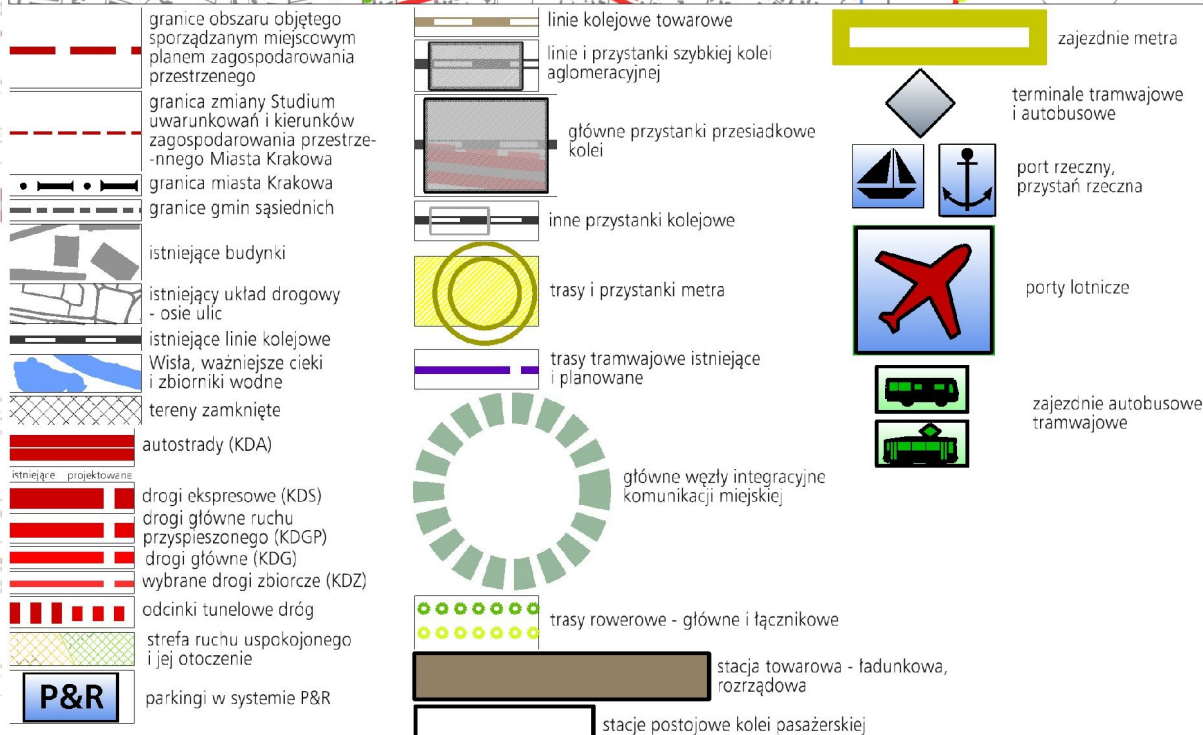 granice obszaru objętego
sporządzanym miejscowym
planem zagospodarowania
przestrzenego
granica zmiany Studium
uwarunkowań i kierunków
zagospodarowania przestrze-
-nnego Miasta Krakowa
granica miasta Krakowa
granice gmin sąsiednich
istniejące budynki
istniejący układ drogowy
- osie ulic
istniejące linie kolejowe
Wisła, ważniejsze cieki
i zbiorniki wodne
tereny zamknięte
autostrady (KDA)
istniejące projektowane
drogi ekspresowe (KDS)
drogi główne ruchu
przyspieszonego (KDGP)
drogi główne (KDG)
wybrane drogi zbiorcze (KDZ)
odcinki tunelowe dróg
strefa ruchu uspokojonego
i jej otoczenie
P&R
parkingi w systemie P&R
linie kolejowe towarowe
linie i przystanki szybkiej kolei
aglomeracyjnej
główne przystanki przesiadkowe
kolei
inne przystanki kolejowe
trasy i przystanki metra
trasy tramwajowe istniejące
i planowane
główne węzły integracyjne
komunikacji miejskiej
trasy rowerowe - główne i łącznikowe
stacja towarowa - ładunkowa,
rozrządowa
stacje postojowe kolei pasażerskiej
zajezdnie metra
terminale tramwajowe
i autobusowe
port rzeczny,
przystań rzeczna
porty lotnicze
zajezdnie autobusowe
tramwajowe